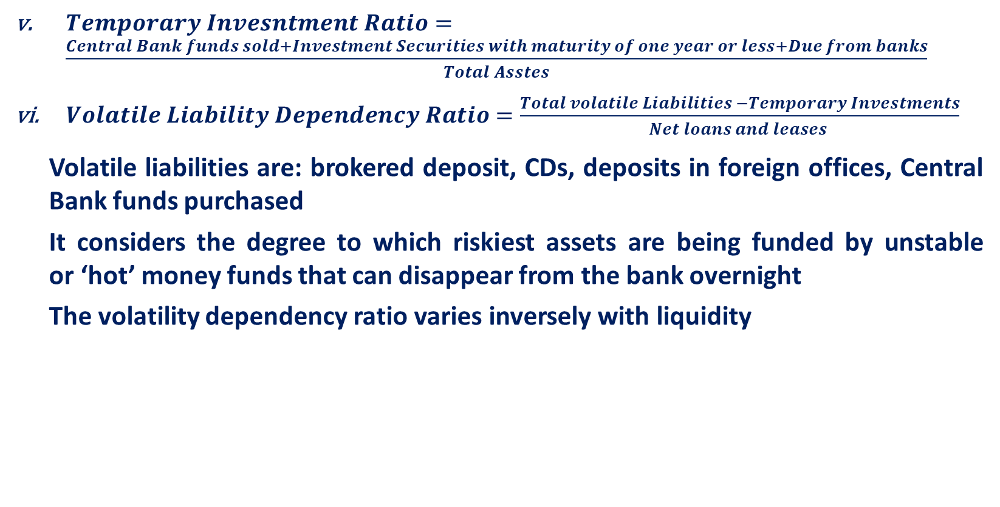 v. Temporary Invesntment Ratio =
Central Bank funds sold+Investment Securities with maturity of one year or less+Due from banks
Total Asstes
vi. Volatile Liability Dependency Ratio = Total volatile Liabilities −Temporary Investments
Net loans and leases
Volatile liabilities are: brokered deposit, CDs, deposits in foreign offices, Central
Bank funds purchased
It considers the degree to which riskiest assets are being funded by unstable
or ‘hot’ money funds that can disappear from the bank overnight
The volatility dependency ratio varies inversely with liquidity